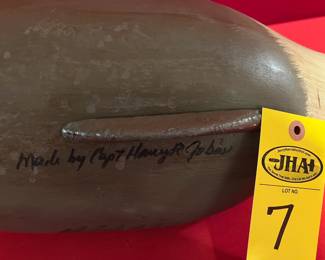 Made by Capt Harry R. Jobes
JHA
LOT NO.
7